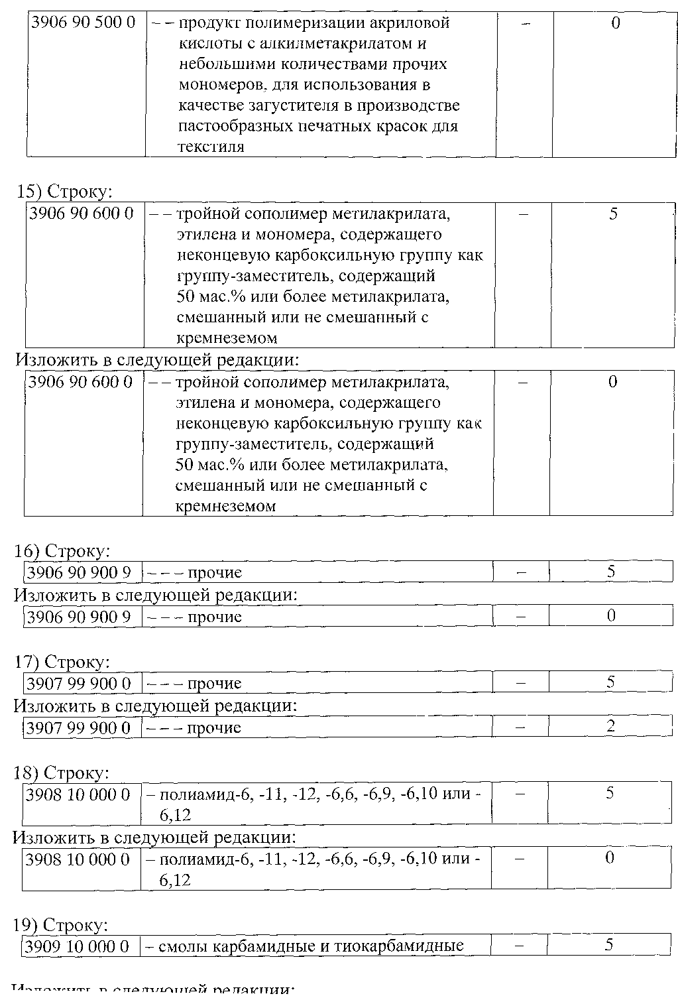 3906 90 500 0 – – продукт полимеризации акриловой – 0
кислоты с алкилметакрилатом и
небольшими количествами прочих
мономеров, для использования в
качестве загустителя в производстве
пастообразных печатных красок для
текстиля
15) Строку:
3906 90 600 0 – – тройной сополимер метилакрилата, – 5
этилена и мономера, содержащего
неконцевую карбоксильную группу как
группу-заместитель, содержащий
50 мас.% или более метилакрилата,
смешанный или не смешанный с
кремнеземом
Изложить в следующей редакции:
3906 90 600 0 – – тройной сополимер метилакрилата, – 0
этилена и мономера, содержащего
неконцевую карбоксильную группу как
группу-заместитель, содержащий
50 мас.% или более метилакрилата,
смешанный или не смешанный с
кремнеземом
16) Строку:
3906 90 900 9 – – – прочие – 5
Изложить в следующей редакции:
3906 90 900 9 – – – прочие – 0
17) Строку:
3907 99 900 0 – – – прочие – 5
Изложить в следующей редакции:
3907 99 900 0 – – – прочие – 2
18) Строку:
3908 10 000 0 – полиамид-6, -11, -12, -6,6, -6,9, -6,10 или - – 5
6,12
Изложить в следующей редакции:
3908 10 000 0 – полиамид-6, -11, -12, -6,6, -6,9, -6,10 или - – 0
6,12
19) Строку:
3909 10 000 0 – смолы карбамидные и тиокарбамидные – 5
Изложить в следующей редакции: